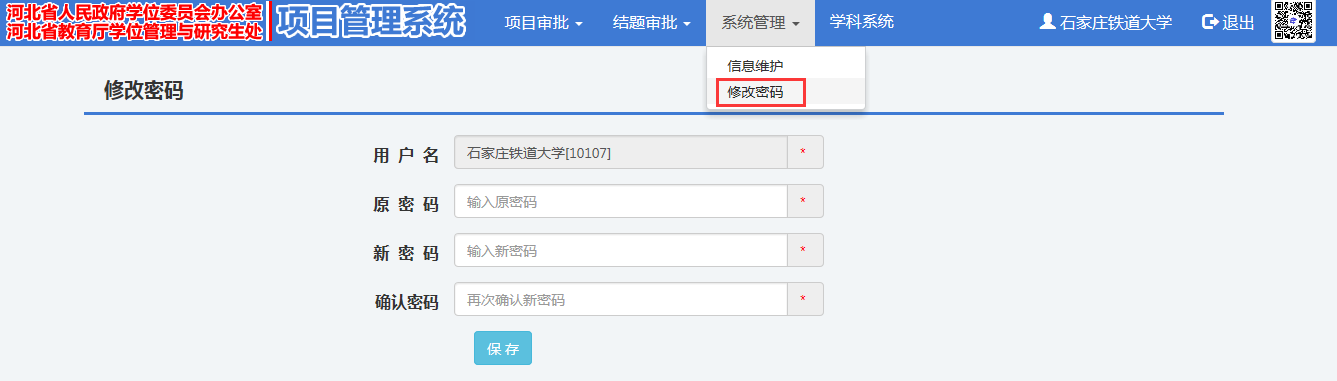 河北省人民政府学位委员会办公室
河北省教育厅学位管理与研究生处
项目管理系统
项目审批 结题审批 系统管理 学科系统 石家庄铁道大学 退出
信息维护
修改密码
修改密码
用 户 名 石家庄铁道大学[10107] *
原 密 码 输入原密码 *
新 密 码 输入新密码 *
确认密码 再次确认新密码 *
保 存